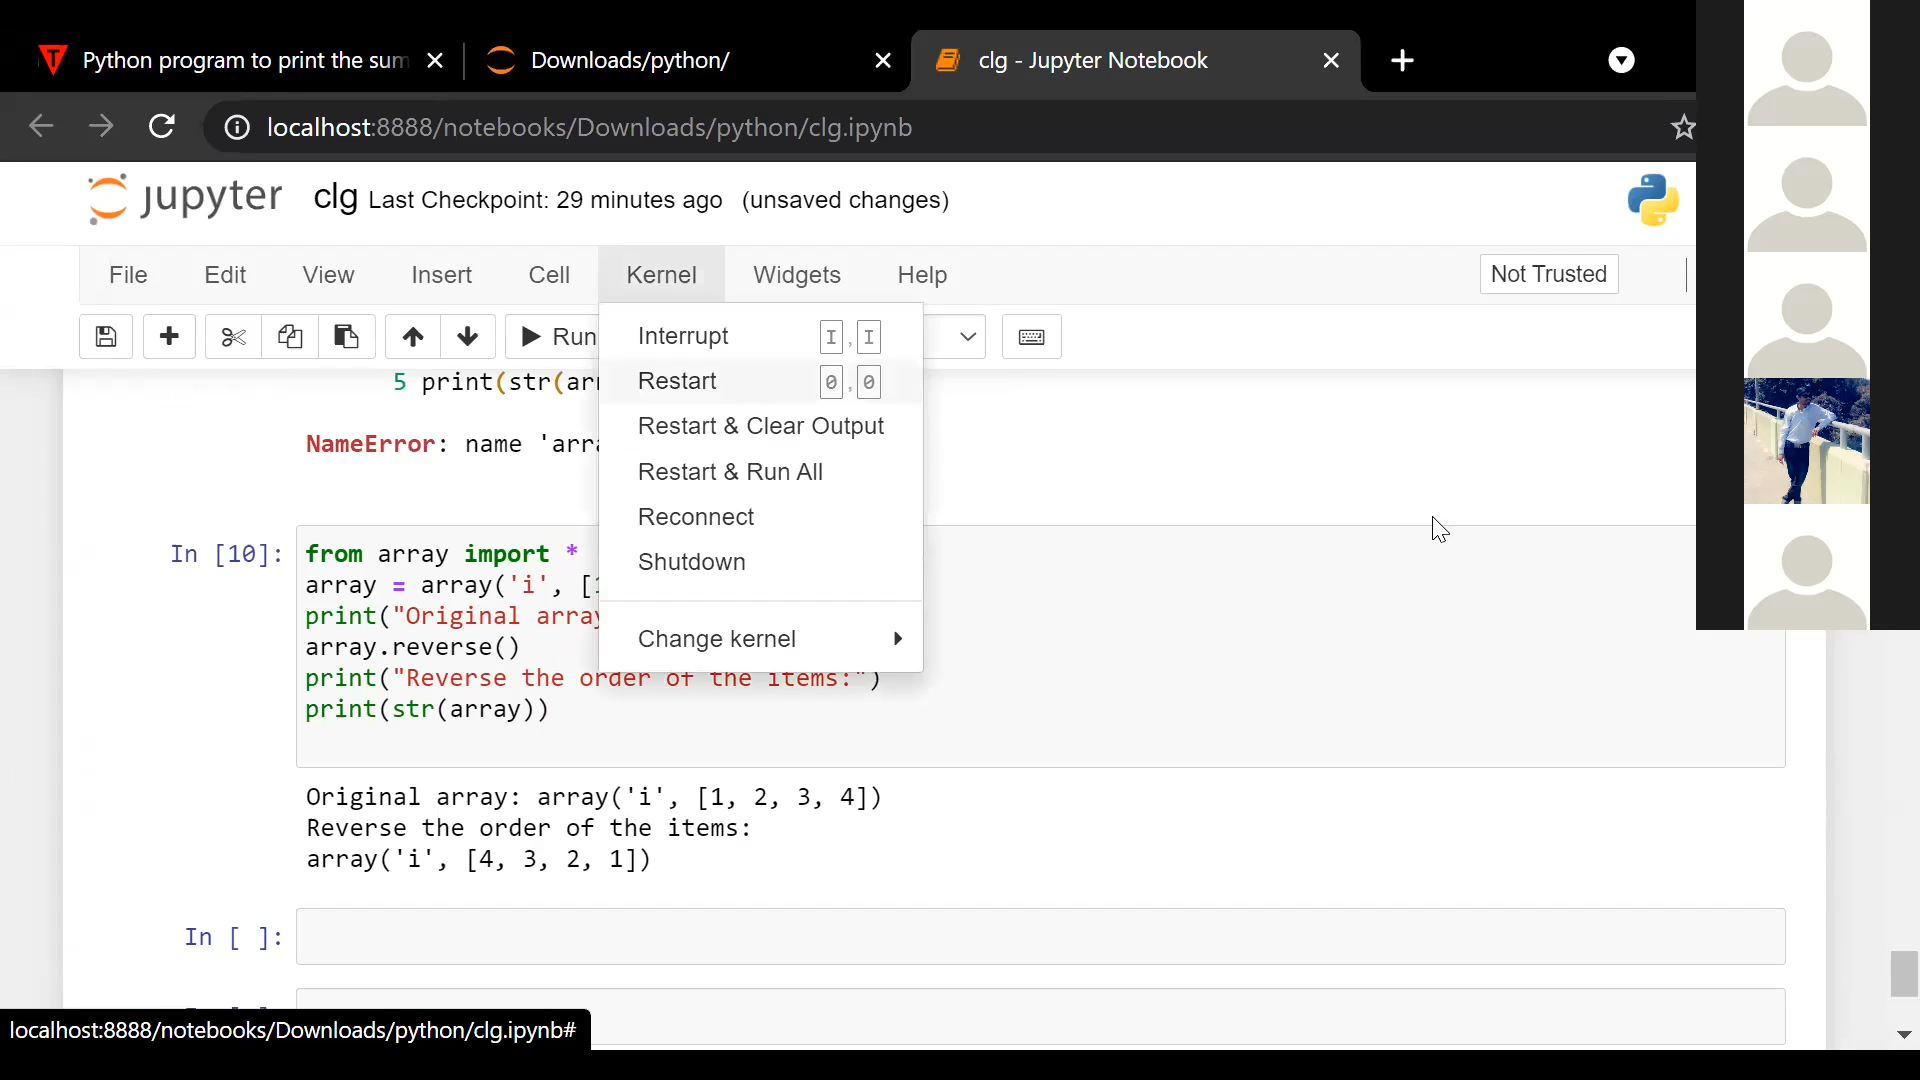 Python program to print the sum
Downloads/python/
clg - Jupyter Notebook
localhost:8888/notebooks/Downloads/python/clg.ipynb
jupyter clg Last Checkpoint: 29 minutes ago (unsaved changes)
File Edit View Insert Cell Kernel Widgets Help Not Trusted
Run
Interrupt I,I
Restart 0,0
Restart & Clear Output
Restart & Run All
Reconnect
Shutdown
Change kernel
5 print(str(
NameError: name
In [10]:
from array import *
array = array('i', [
print("Original array
array.reverse()
print("Reverse the order of the items:")
print(str(array))
Original array: array('i', [1, 2, 3, 4])
Reverse the order of the items:
array('i', [4, 3, 2, 1])
In [ ]:
localhost:8888/notebooks/Downloads/python/clg.ipynb#